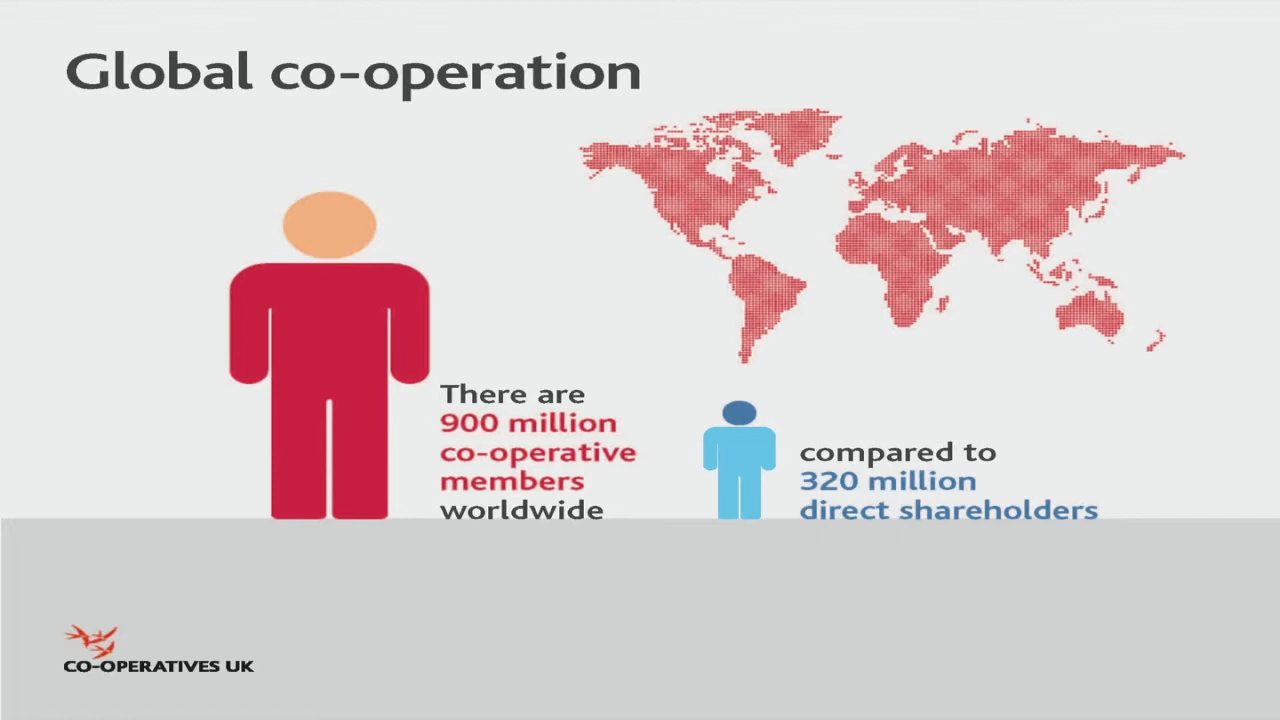 Global co-operation
There are
900 million
co-operative
members
worldwide
compared to
320 million
direct shareholders
CO-OPERATIVES UK